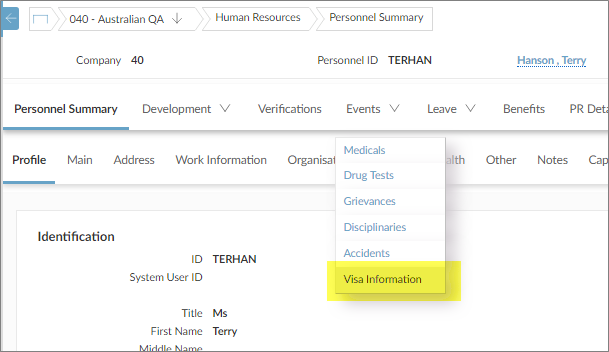 040 - Australian QA Human Resources Personnel Summary
Company 40 Personnel ID TERHAN Hanson , Terry
Personnel Summary Development Verifications Events Leave Benefits PR Deta
Profile Main Address Work Information Organisat alth Other Notes Cap
Medicals
Drug Tests
Grievances
Disciplinaries
Accidents
Visa Information
Identification
ID TERHAN
System User ID
Title Ms
First Name Terry
Middle Name